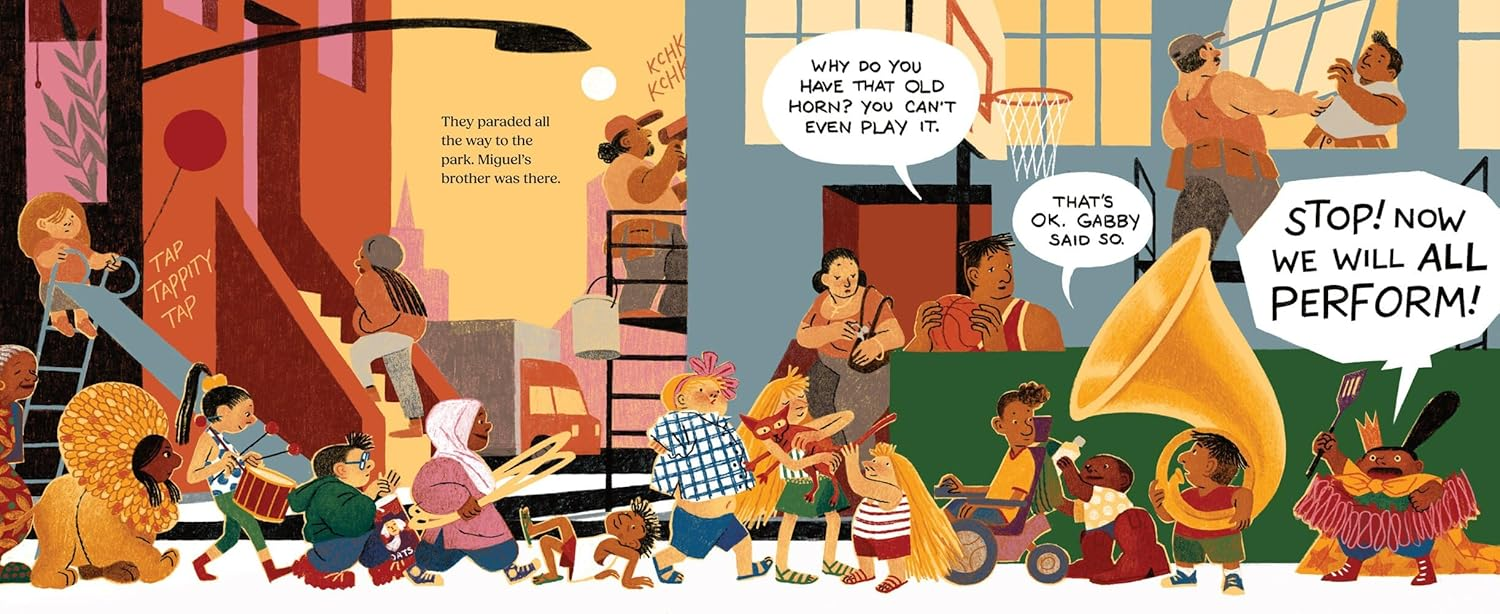 They paraded all
the way to the
park. Miguel's
brother was there.
KCHK
KCHK
TAP
TAPPITY
TAP
OATS
WHY DO YOU
HAVE THAT OLD
HORN? YOU CAN'T
EVEN PLAY IT.
THAT'S
OK. GABBY
SAID SO.
STOP! NOW
WE WILL ALL
PERFORM!